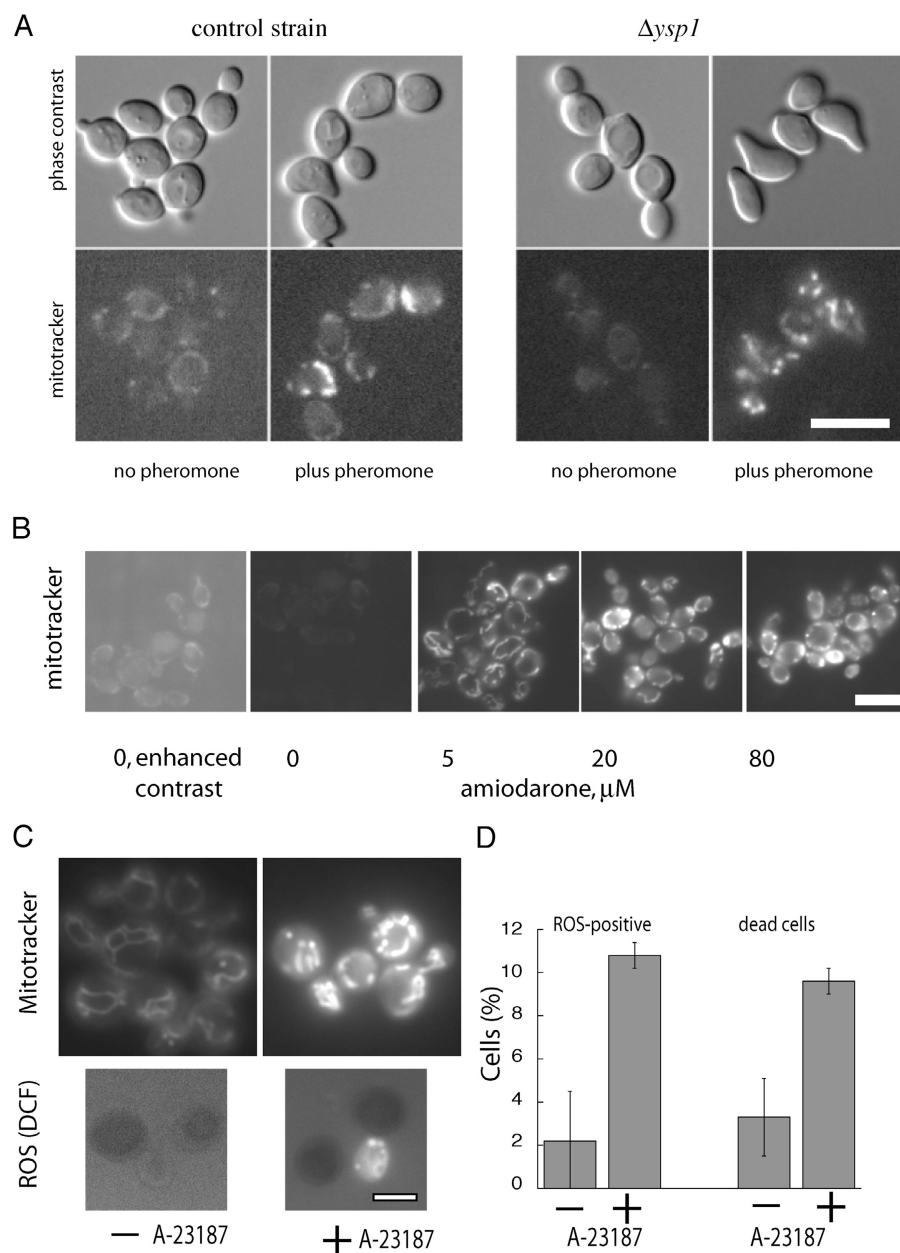 A
control strain
Δysp1
phase contrast
mitotracker
no pheromone
plus pheromone
no pheromone
plus pheromone
B
mitotracker
0, enhanced contrast
0
5
20
80
amiodarone, μM
C
Mitotracker
ROS (DCF)
— A-23187
+ A-23187
D
ROS-positive
dead cells
Cells (%)
12
10
8
6
4
2
0
— +
— +
A-23187
A-23187